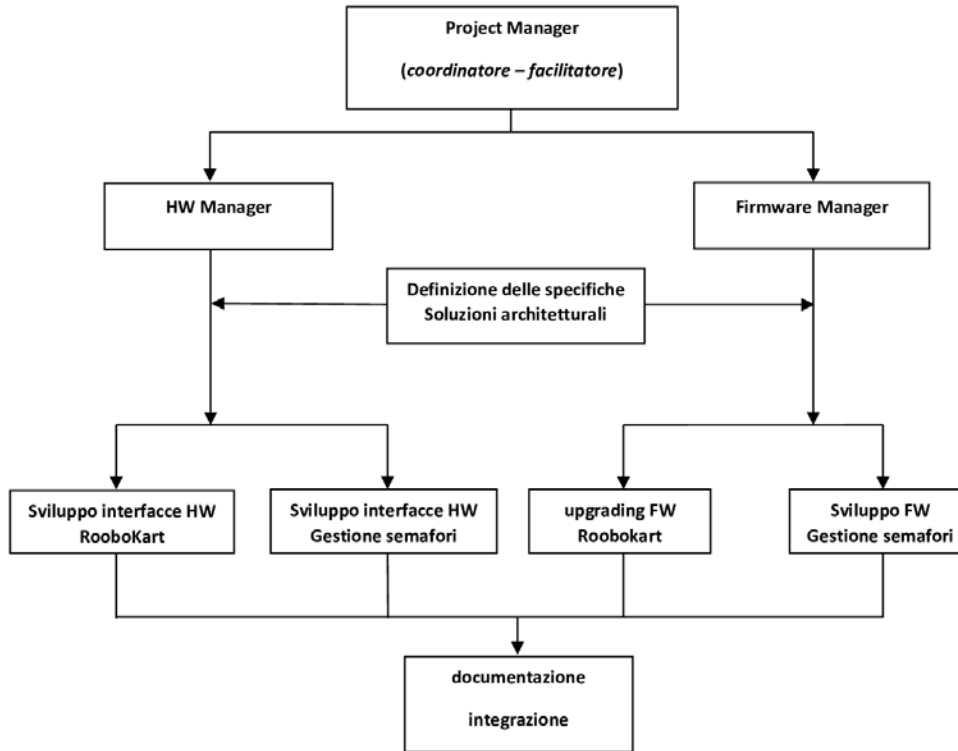 Project Manager
(coordinatore – facilitatore)
HW Manager
Firmware Manager
Definizione delle specifiche
Soluzioni architetturali
Sviluppo interfacce HW
RooboKart
Sviluppo interfacce HW
Gestione semafori
upgrading FW
Roobokart
Sviluppo FW
Gestione semafori
documentazione
integrazione